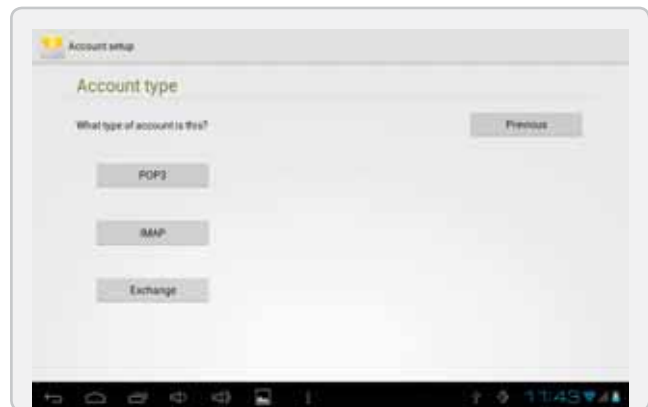 Account setup
Account type
What type of account is this?
Previous
POP3
IMAP
Exchange
11:43